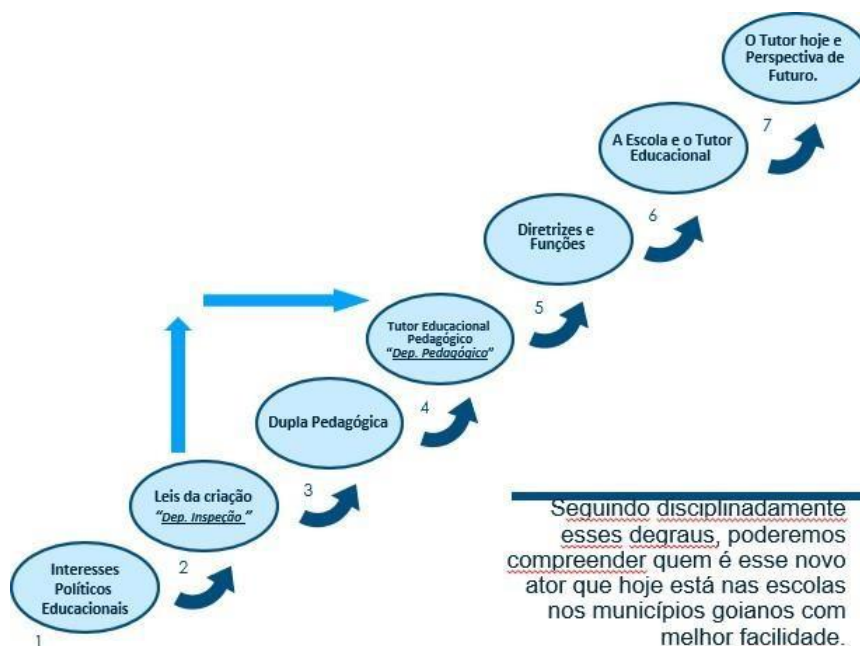 O Tutor hoje e
Perspectiva de
Futuro.
7
A Escola e o Tutor
Educacional
6
Diretrizes e
Funções
5
Tutor Educacional
Pedagógico
“Dep. Pedagógico”
4
Dupla Pedagógica
3
Leis da criação
“Dep. Inspeção ”
2
Interesses
Políticos
Educacionais
1
Seguindo disciplinadamente
esses degraus, poderemos
compreender quem é esse novo
ator que hoje está nas escolas
nos municípios goianos com
melhor facilidade.